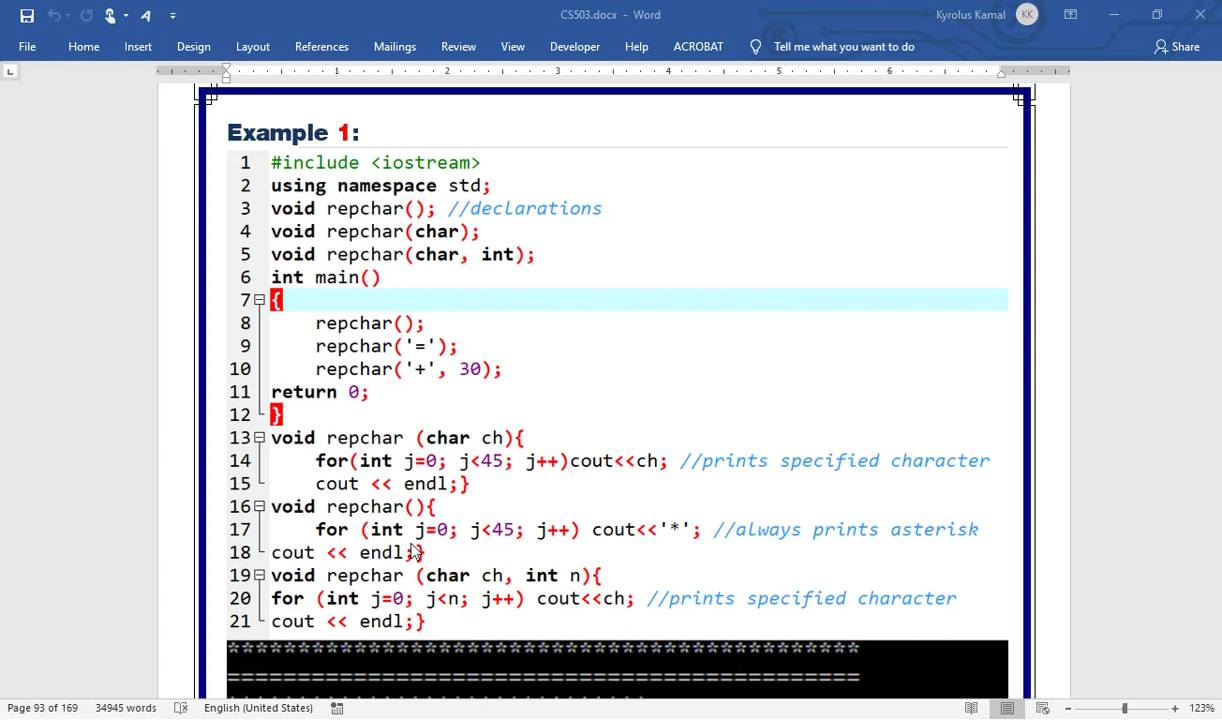 CS503.docx - Word
Kyrolus Kamal KK
File Home Insert Design Layout References Mailings Review View Developer Help ACROBAT Tell me what you want to do Share
1 2 3 4 5 6
Example 1:
1 #include <iostream>
2 using namespace std;
3 void repchar(); //declarations
4 void repchar(char);
5 void repchar(char, int);
6 int main()
7 {
8 repchar();
9 repchar('=');
10 repchar('+', 30);
11 return 0;
12 }
13 void repchar (char ch){
14 for(int j=0; j<45; j++)cout<<ch; //prints specified character
15 cout << endl;}
16 void repchar(){
17 for (int j=0; j<45; j++) cout<<'*'; //always prints asterisk
18 cout << endl;}
19 void repchar (char ch, int n){
20 for (int j=0; j<n; j++) cout<<ch; //prints specified character
21 cout << endl;}
*********************************************
=============================================
Page 93 of 169 34945 words English (United States) 123%